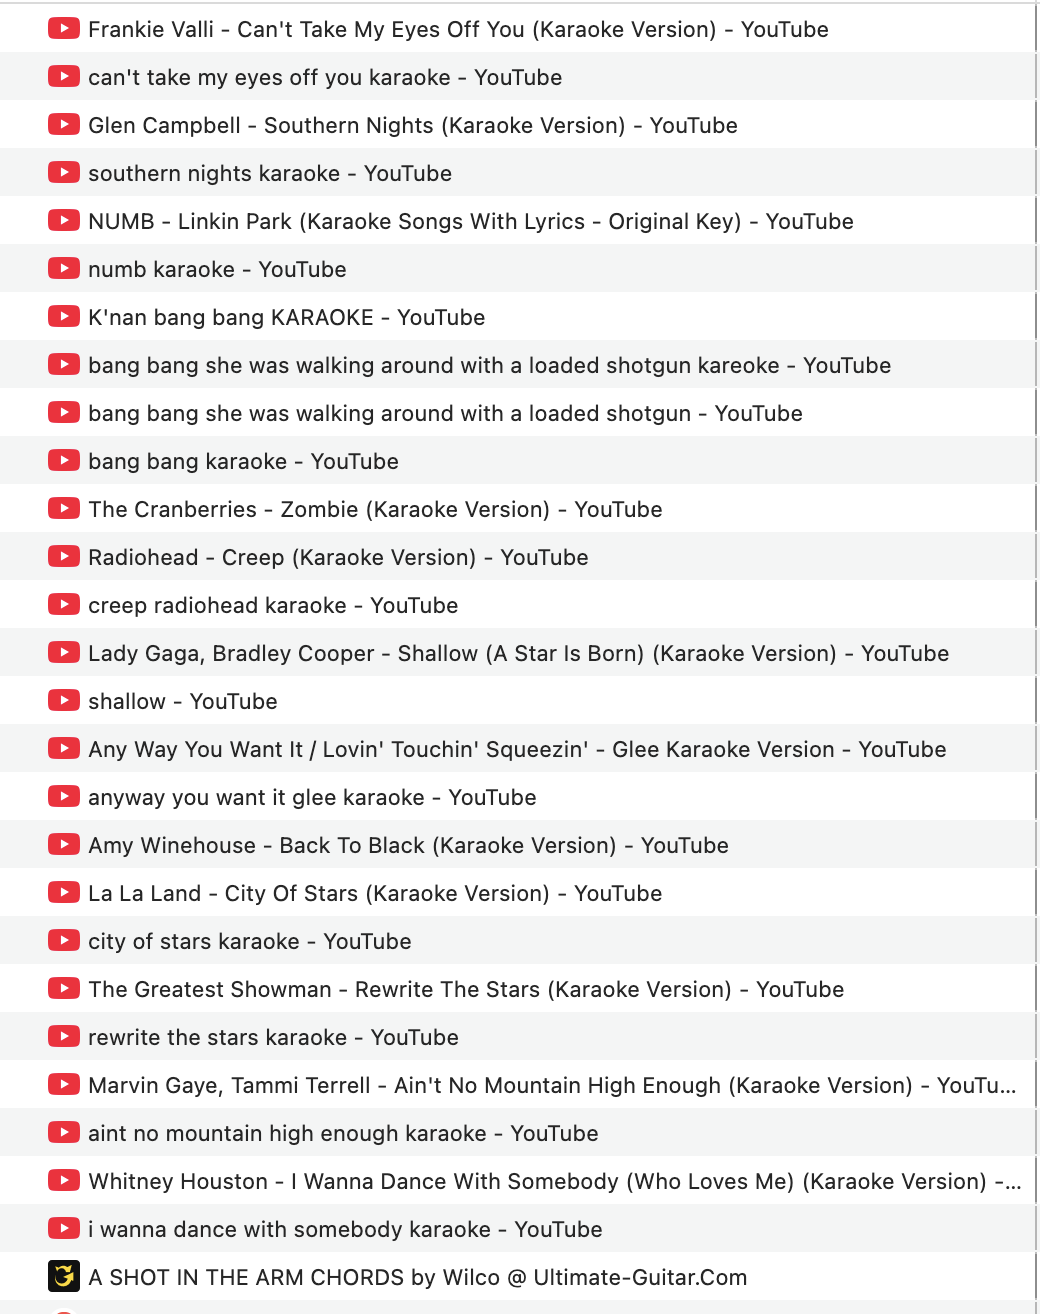 Frankie Valli - Can't Take My Eyes Off You (Karaoke Version) - YouTube
can't take my eyes off you karaoke - YouTube
Glen Campbell - Southern Nights (Karaoke Version) - YouTube
southern nights karaoke - YouTube
NUMB - Linkin Park (Karaoke Songs With Lyrics - Original Key) - YouTube
numb karaoke - YouTube
K'nan bang bang KARAOKE - YouTube
bang bang she was walking around with a loaded shotgun kareoke - YouTube
bang bang she was walking around with a loaded shotgun - YouTube
bang bang karaoke - YouTube
The Cranberries - Zombie (Karaoke Version) - YouTube
Radiohead - Creep (Karaoke Version) - YouTube
creep radiohead karaoke - YouTube
Lady Gaga, Bradley Cooper - Shallow (A Star Is Born) (Karaoke Version) - YouTube
shallow - YouTube
Any Way You Want It / Lovin' Touchin' Squeezin' - Glee Karaoke Version - YouTube
anyway you want it glee karaoke - YouTube
Amy Winehouse - Back To Black (Karaoke Version) - YouTube
La La Land - City Of Stars (Karaoke Version) - YouTube
city of stars karaoke - YouTube
The Greatest Showman - Rewrite The Stars (Karaoke Version) - YouTube
rewrite the stars karaoke - YouTube
Marvin Gaye, Tammi Terrell - Ain't No Mountain High Enough (Karaoke Version) - YouTu...
aint no mountain high enough karaoke - YouTube
Whitney Houston - I Wanna Dance With Somebody (Who Loves Me) (Karaoke Version) -...
i wanna dance with somebody karaoke - YouTube
A SHOT IN THE ARM CHORDS by Wilco @ Ultimate-Guitar.Com